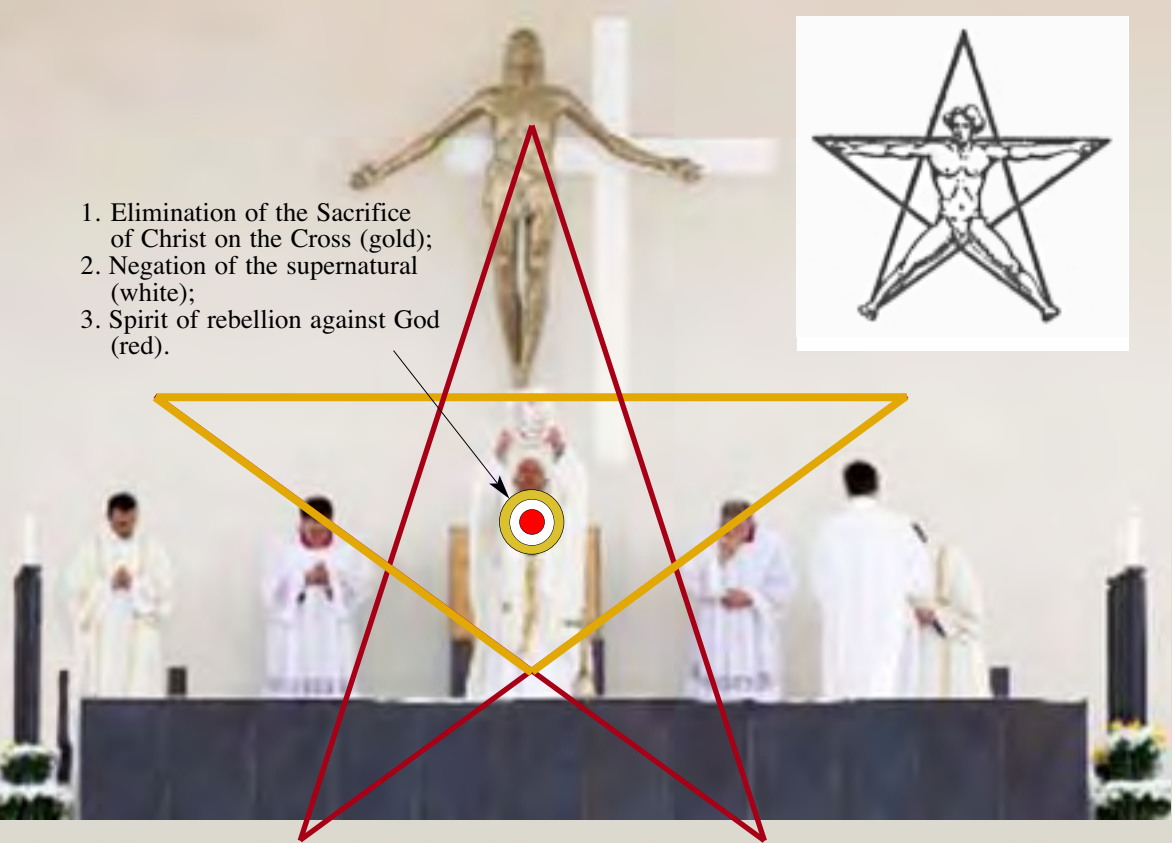 1. Elimination of the Sacrifice
of Christ on the Cross (gold);
2. Negation of the supernatural
(white);
3. Spirit of rebellion against God
(red).